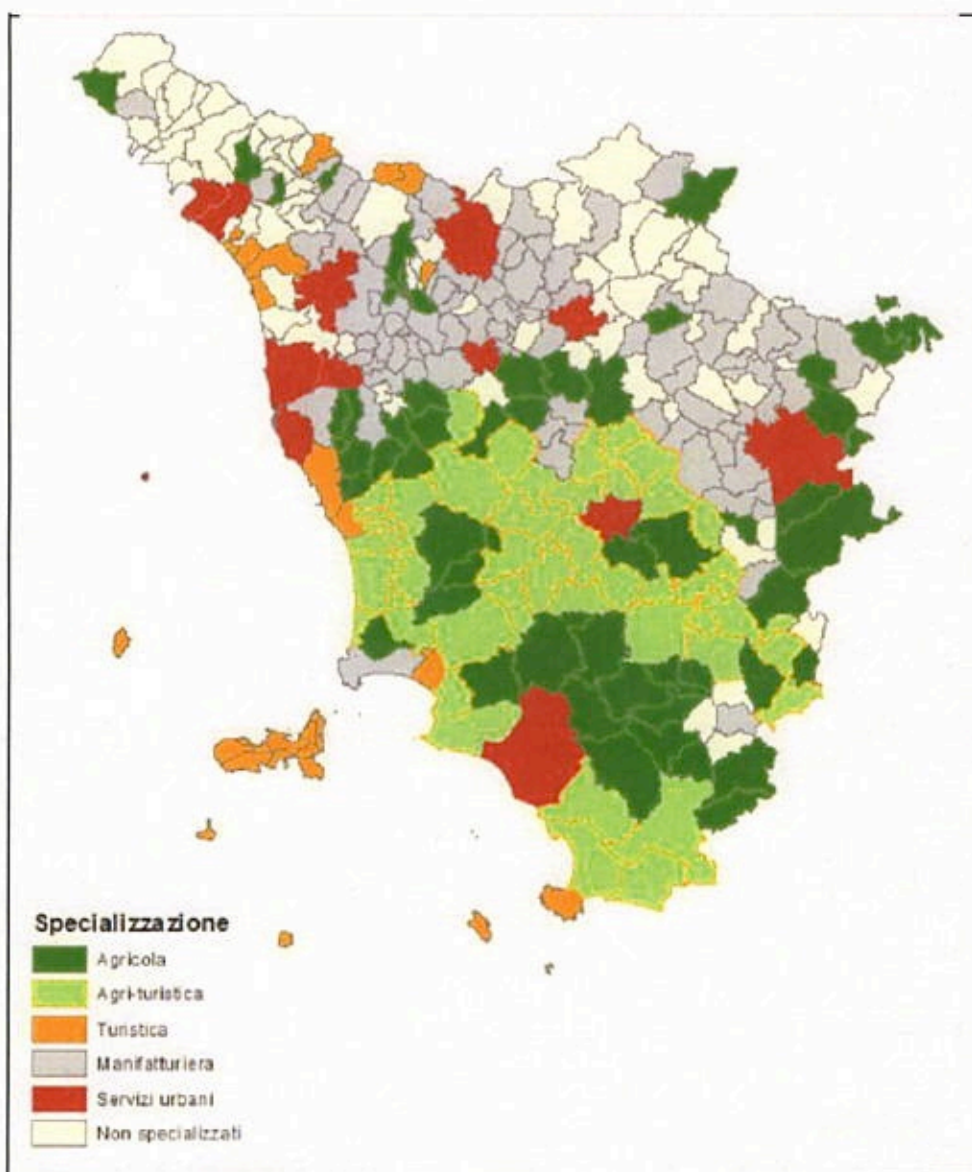 Specializzazione
Agricola
Agri-turistica
Turistica
Manifatturiera
Servizi urbani
Non specializzati